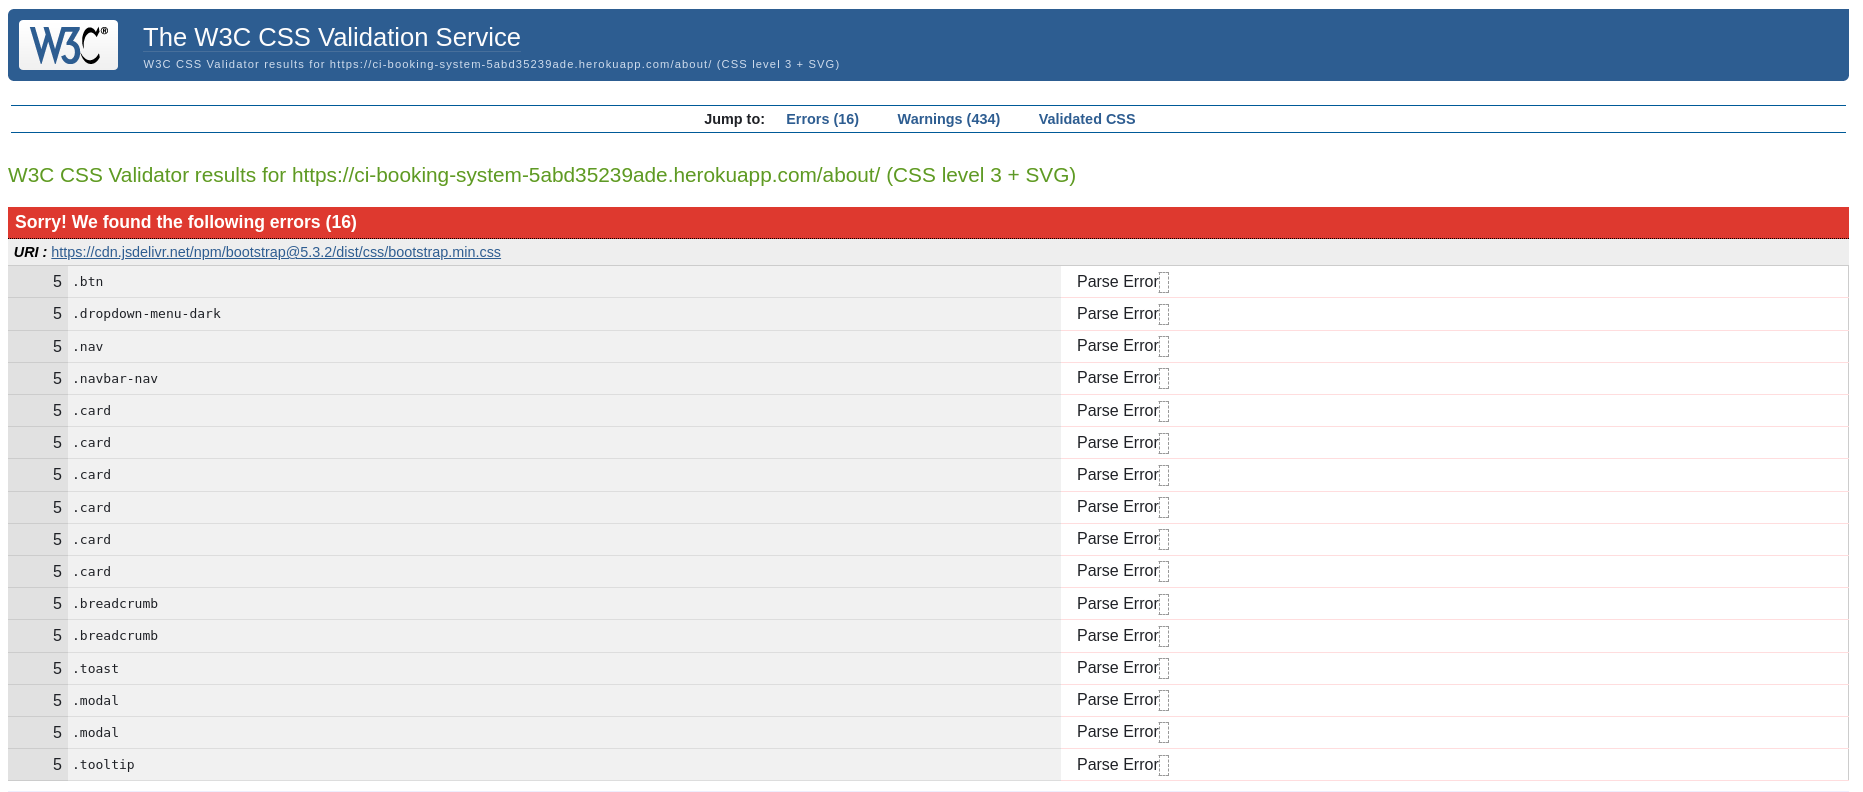 W3C®
The W3C CSS Validation Service
W3C CSS Validator results for https://ci-booking-system-5abd35239ade.herokuapp.com/about/ (CSS level 3 + SVG)
Jump to: Errors (16) Warnings (434) Validated CSS
W3C CSS Validator results for https://ci-booking-system-5abd35239ade.herokuapp.com/about/ (CSS level 3 + SVG)
Sorry! We found the following errors (16)
URI : https://cdn.jsdelivr.net/npm/bootstrap@5.3.2/dist/css/bootstrap.min.css
5 .btn Parse Error
5 .dropdown-menu-dark Parse Error
5 .nav Parse Error
5 .navbar-nav Parse Error
5 .card Parse Error
5 .card Parse Error
5 .card Parse Error
5 .card Parse Error
5 .card Parse Error
5 .card Parse Error
5 .breadcrumb Parse Error
5 .breadcrumb Parse Error
5 .toast Parse Error
5 .modal Parse Error
5 .modal Parse Error
5 .tooltip Parse Error